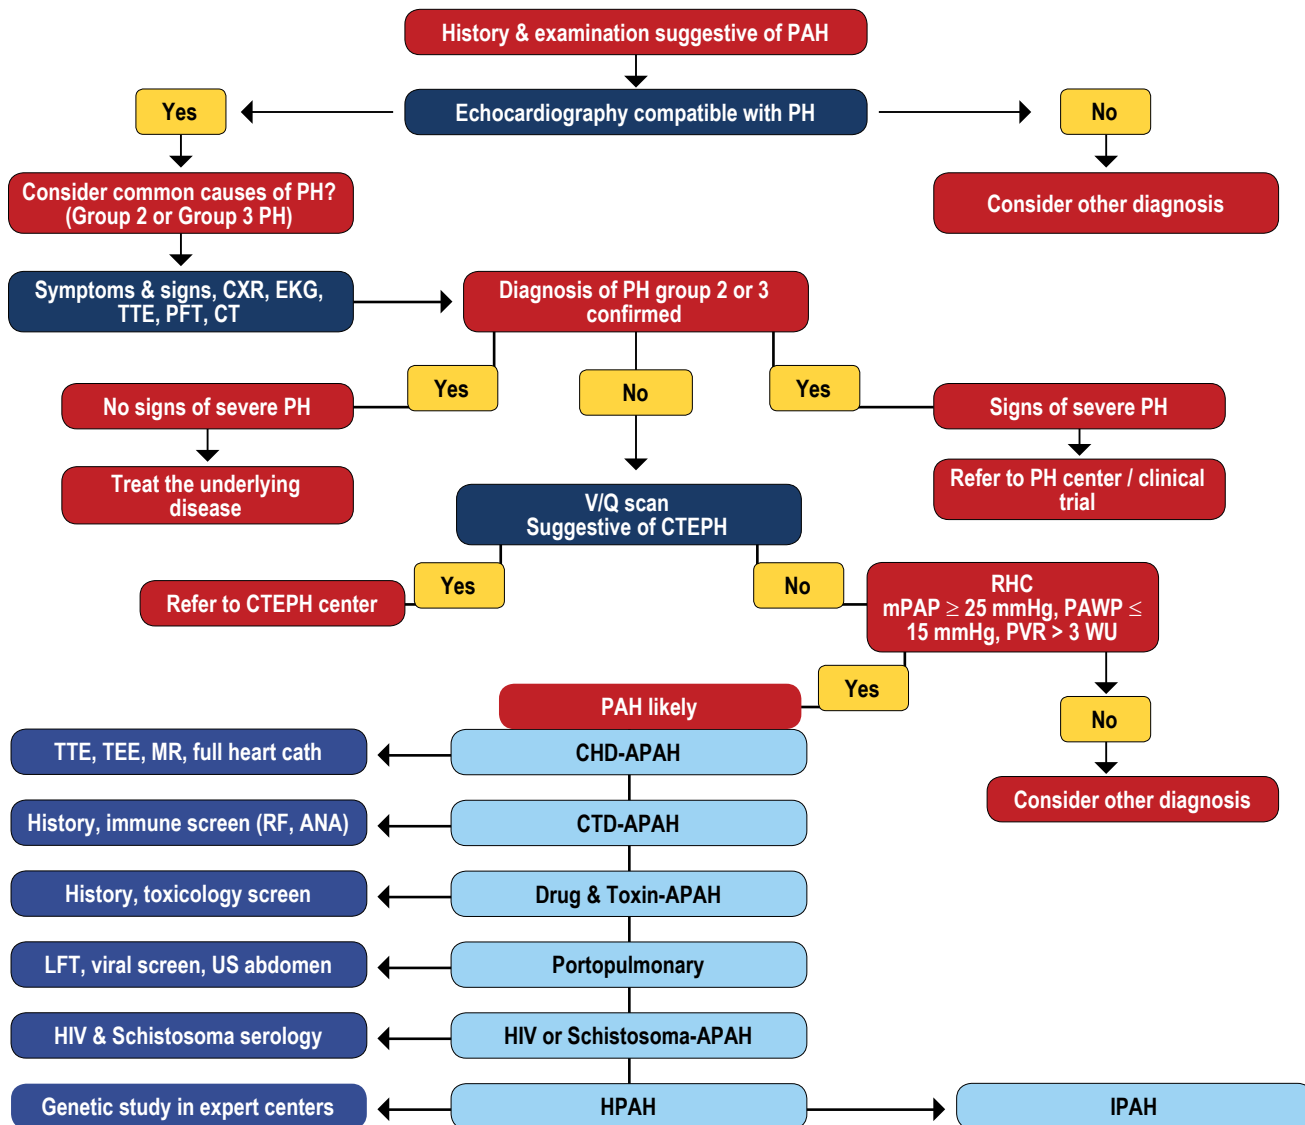 History & examination suggestive of PAH
Yes
Echocardiography compatible with PH
No
Consider common causes of PH?
(Group 2 or Group 3 PH)
Consider other diagnosis
Symptoms & signs, CXR, EKG,
TTE, PFT, CT
Diagnosis of PH group 2 or 3
confirmed
Yes
No
Yes
No signs of severe PH
Signs of severe PH
Treat the underlying
disease
Refer to PH center / clinical
trial
V/Q scan
Suggestive of CTEPH
Yes
No
Refer to CTEPH center
RHC
mPAP ≥ 25 mmHg, PAWP ≤
15 mmHg, PVR > 3 WU
Yes
PAH likely
No
TTE, TEE, MR, full heart cath
CHD-APAH
Consider other diagnosis
History, immune screen (RF, ANA)
CTD-APAH
History, toxicology screen
Drug & Toxin-APAH
LFT, viral screen, US abdomen
Portopulmonary
HIV & Schistosoma serology
HIV or Schistosoma-APAH
Genetic study in expert centers
HPAH
IPAH